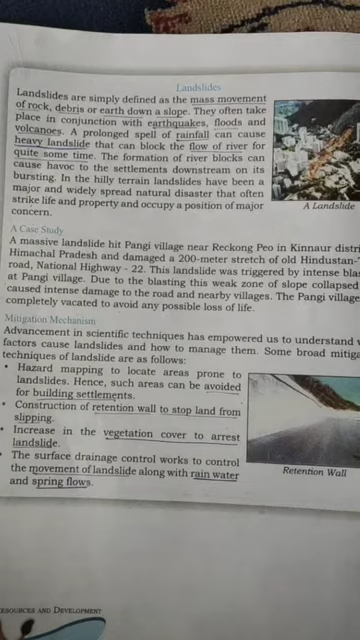 Landslides
Landslides are simply defined as the mass movement
of rock, debris or earth down a slope. They often take
place in conjunction with earthquakes, floods and
volcanoes. A prolonged spell of rainfall can cause
heavy landslide that can block the flow of river for
quite some time. The formation of river blocks can
cause havoc to the settlements downstream on its
bursting. In the hilly terrain landslides have been a
major and widely spread natural disaster that often
strike life and property and occupy a position of major
concern.
A Landslide
A Case Study
A massive landslide hit Pangi village near Reckong Peo in Kinnaur
Himachal Pradesh and damaged a 200-meter stretch of old
road, National Highway - 22. This landslide was triggered by intense
at Pangi village. Due to the blasting this weak zone of slope collapsed
caused intense damage to the road and nearby villages. The Pangi village
completely vacated to avoid any possible loss of life.
Mitigation Mechanism
Advancement in scientific techniques has empowered us to understand
factors cause landslides and how to manage them. Some broad
techniques of landslide are as follows:
• Hazard mapping to locate areas prone to
landslides. Hence, such areas can be avoided
for building settlements.
• Construction of retention wall to stop land from
slipping.
• Increase in the vegetation cover to arrest
landslide.
• The surface drainage control works to control
the movement of landslide along with rain water
and spring flows.
Retention Wall
AND DEVELOPMENT